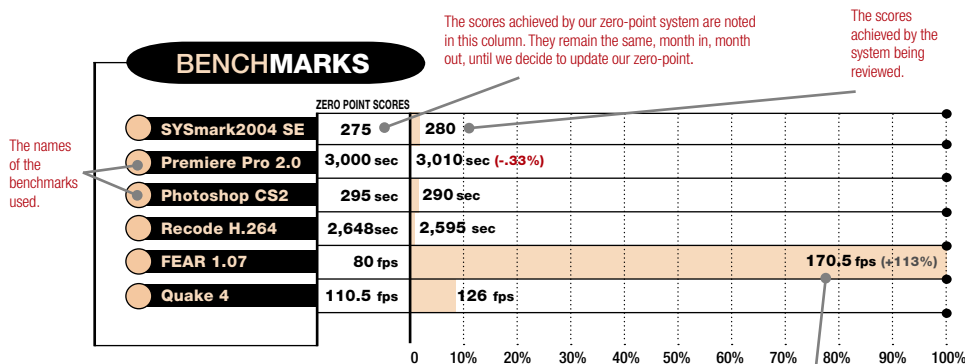 The scores achieved by our zero-point system are noted
in this column. They remain the same, month in, month
out, until we decide to update our zero-point.
The scores
achieved by the
system being
reviewed.
BENCHMARKS
ZERO POINT SCORES
The names
of the
benchmarks
used.
SYSmark2004 SE 275 280
Premiere Pro 2.0 3,000 sec 3,010 sec (-.33%)
Photoshop CS2 295 sec 290 sec
Recode H.264 2,648sec 2,595 sec
FEAR 1.07 80 fps 170.5 fps (+113%)
Quake 4 110.5 fps 126 fps
0 10% 20% 30% 40% 50% 60% 70% 80% 90% 100%